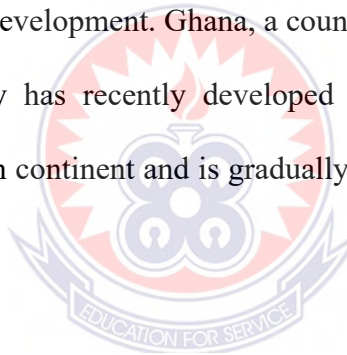 evelopment. Ghana, a coun
has recently developed
continent and is gradually
EDUCATION FOR SERVICE